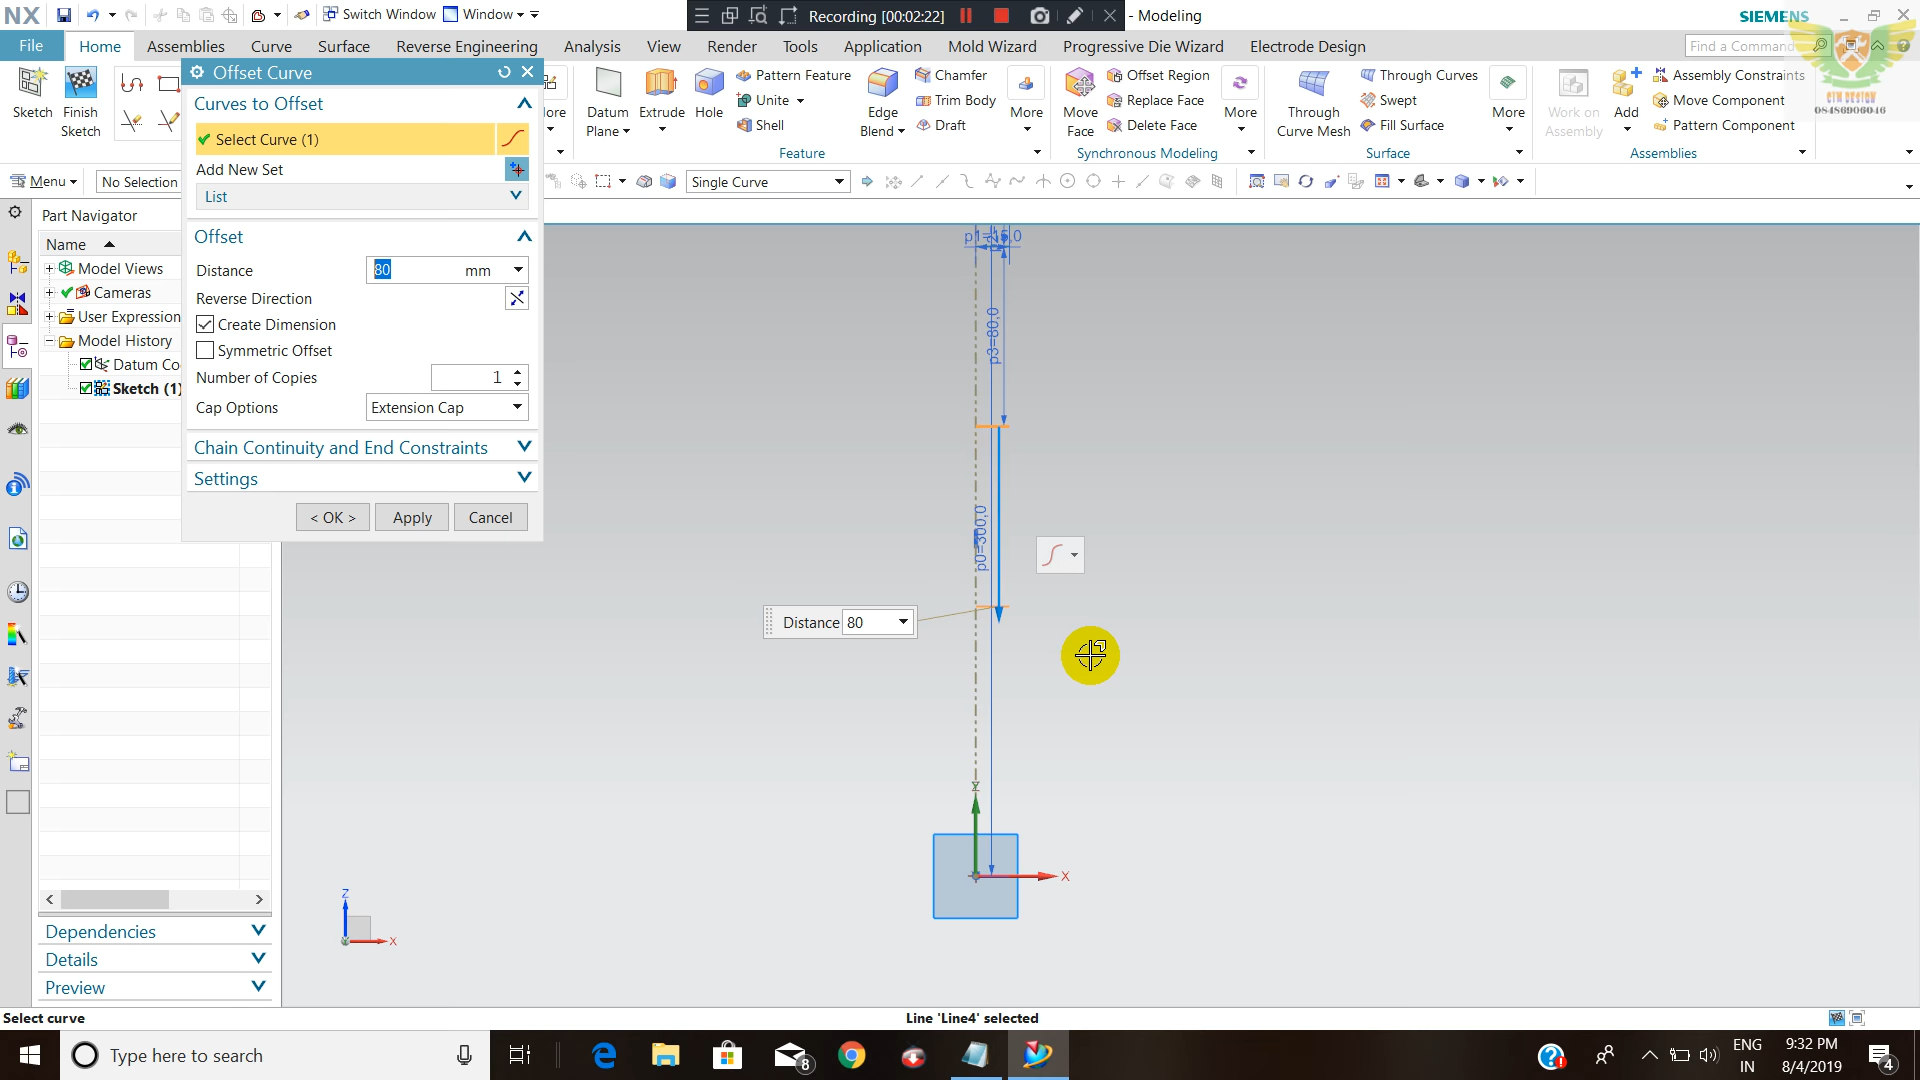 NX
Switch Window
Window
Recording [00:02:22]
- Modeling
SIEMENS
File
Home
Assemblies
Curve
Surface
Reverse Engineering
Analysis
View
Render
Tools
Application
Mold Wizard
Progressive Die Wizard
Electrode Design
Find a Command
Sketch
Finish
Sketch
Datum
Plane
Extrude
Hole
Pattern Feature
Unite
Shell
Edge
Blend
Chamfer
Trim Body
Draft
More
Feature
Move
Face
Offset Region
Replace Face
Delete Face
More
Synchronous Modeling
Through
Curve Mesh
Through Curves
Swept
Fill Surface
More
Surface
Work on
Assembly
Add
Assembly Constraints
Move Component
Pattern Component
Assemblies
CTM DESIGN
08486906046
Menu
No Selection
Single Curve
Offset Curve
Curves to Offset
Select Curve (1)
Add New Set
List
Offset
Distance
80
mm
Reverse Direction
Create Dimension
Symmetric Offset
Number of Copies
1
Cap Options
Extension Cap
Chain Continuity and End Constraints
Settings
< OK >
Apply
Cancel
Part Navigator
Name
Model Views
Cameras
User Expression
Model History
Datum Co
Sketch (1)
Dependencies
Details
Preview
p3=80,0
p0=300,0
Distance
80
Z
X
Z
X
Select curve
Line 'Line4' selected
Type here to search
8
ENG
IN
9:32 PM
8/4/2019
4